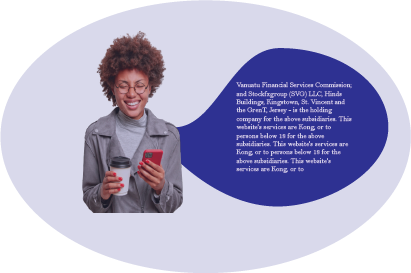 Vanuatu Financial Services Commission;
and Stockfxgroup (SVG) LLC, Hinds
Buildings, Kingstown, St. Vincent and
the GrenT, Jersey – is the holding
company for the above subsidiaries. This
website's services are Kong, or to
persons below 18 for the above
subsidiaries. This website's services are
Kong, or to persons below 18 for the
above subsidiaries. This website's
services are Kong, or to